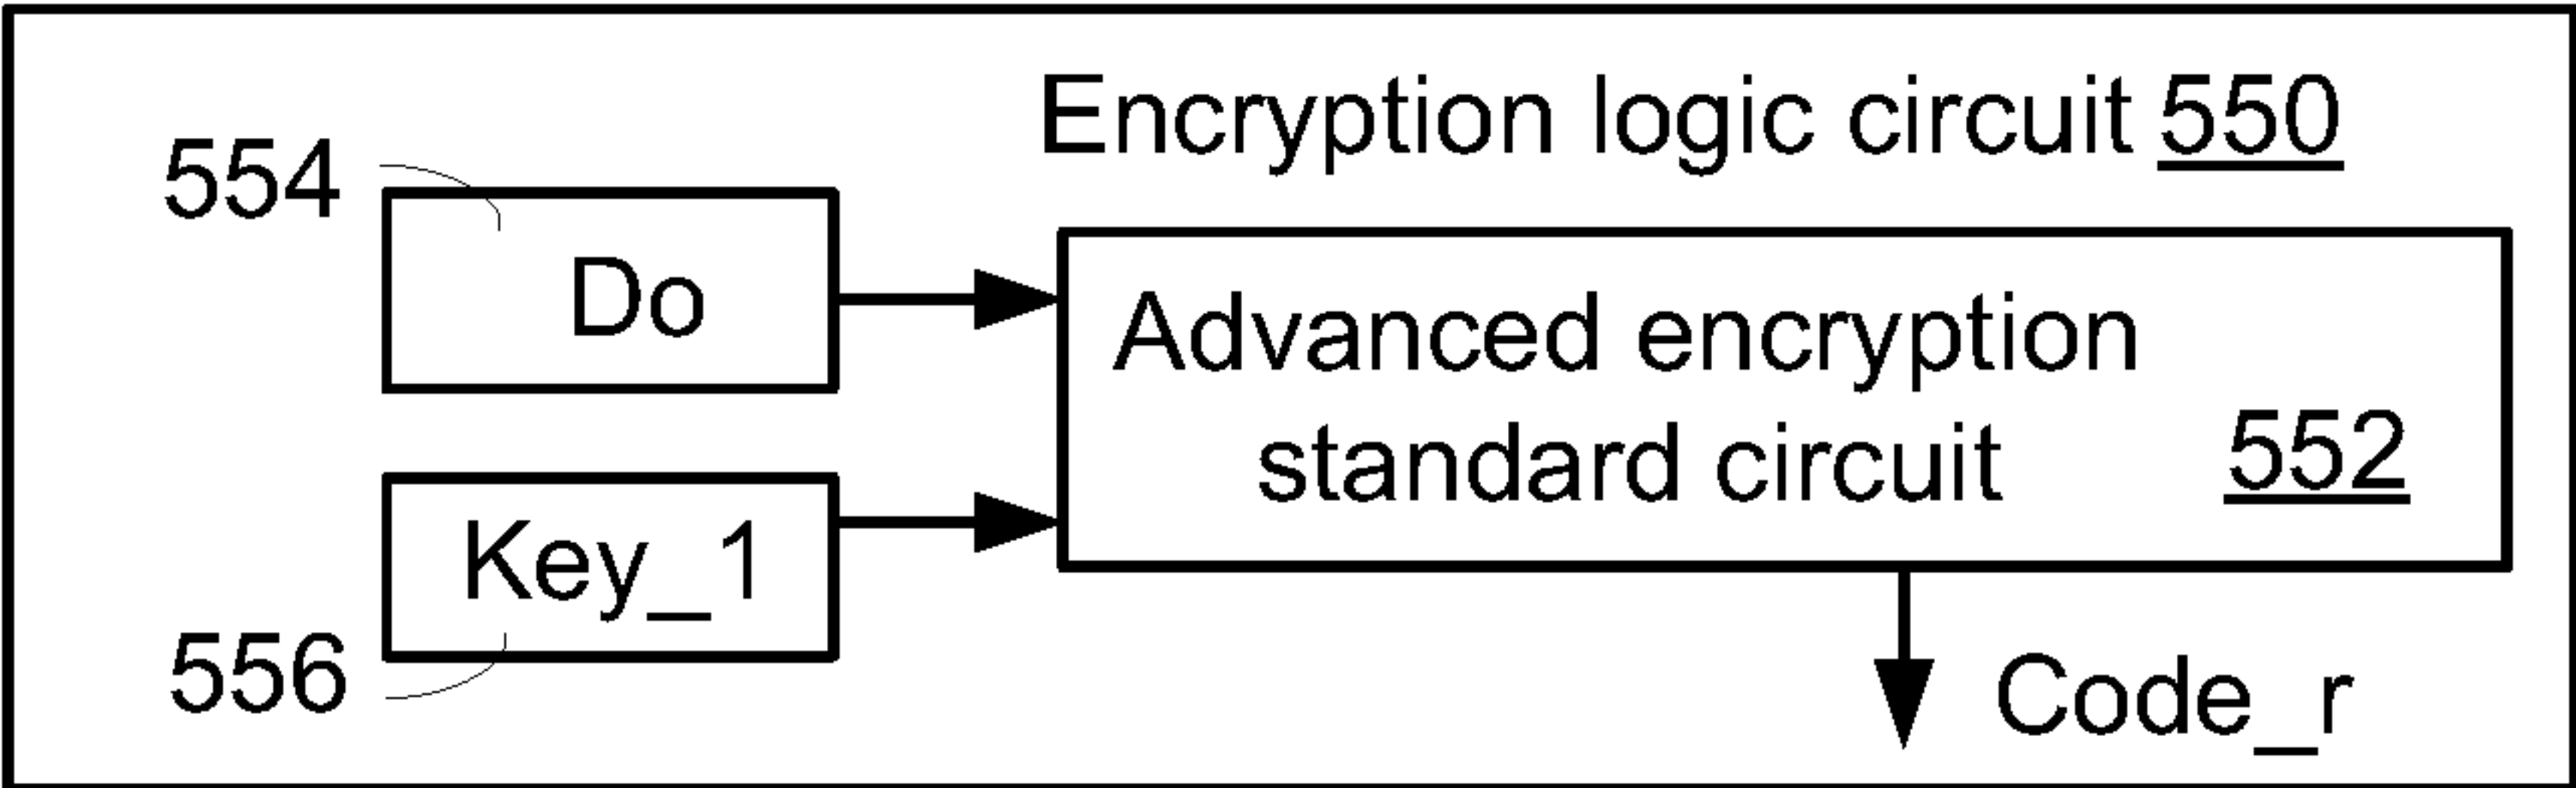 Encryption logic circuit 550
554
Do
Advanced encryption
standard circuit 552
Key_1
556
Code_r